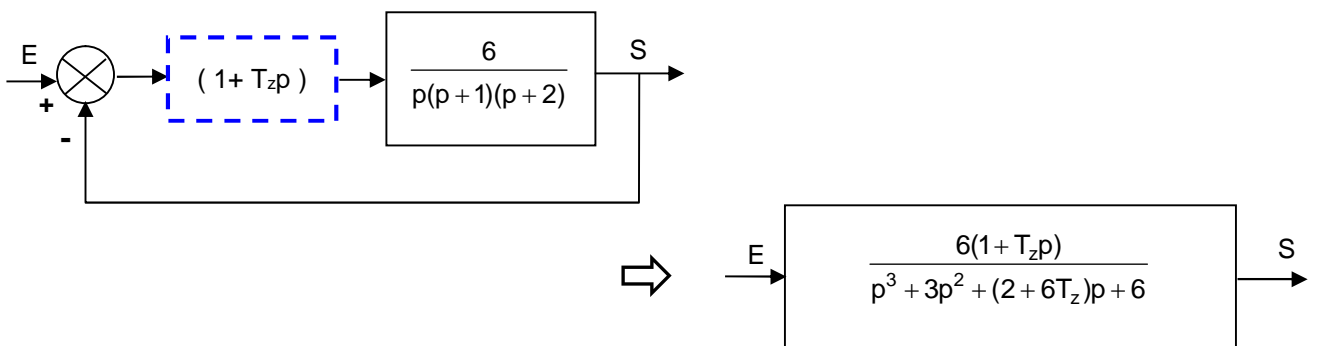 E
+
-
( 1+ Tzp )
6
p(p + 1)(p + 2)
S
E
6(1 + Tzp)
p³ + 3p² + (2 + 6Tz)p + 6
S